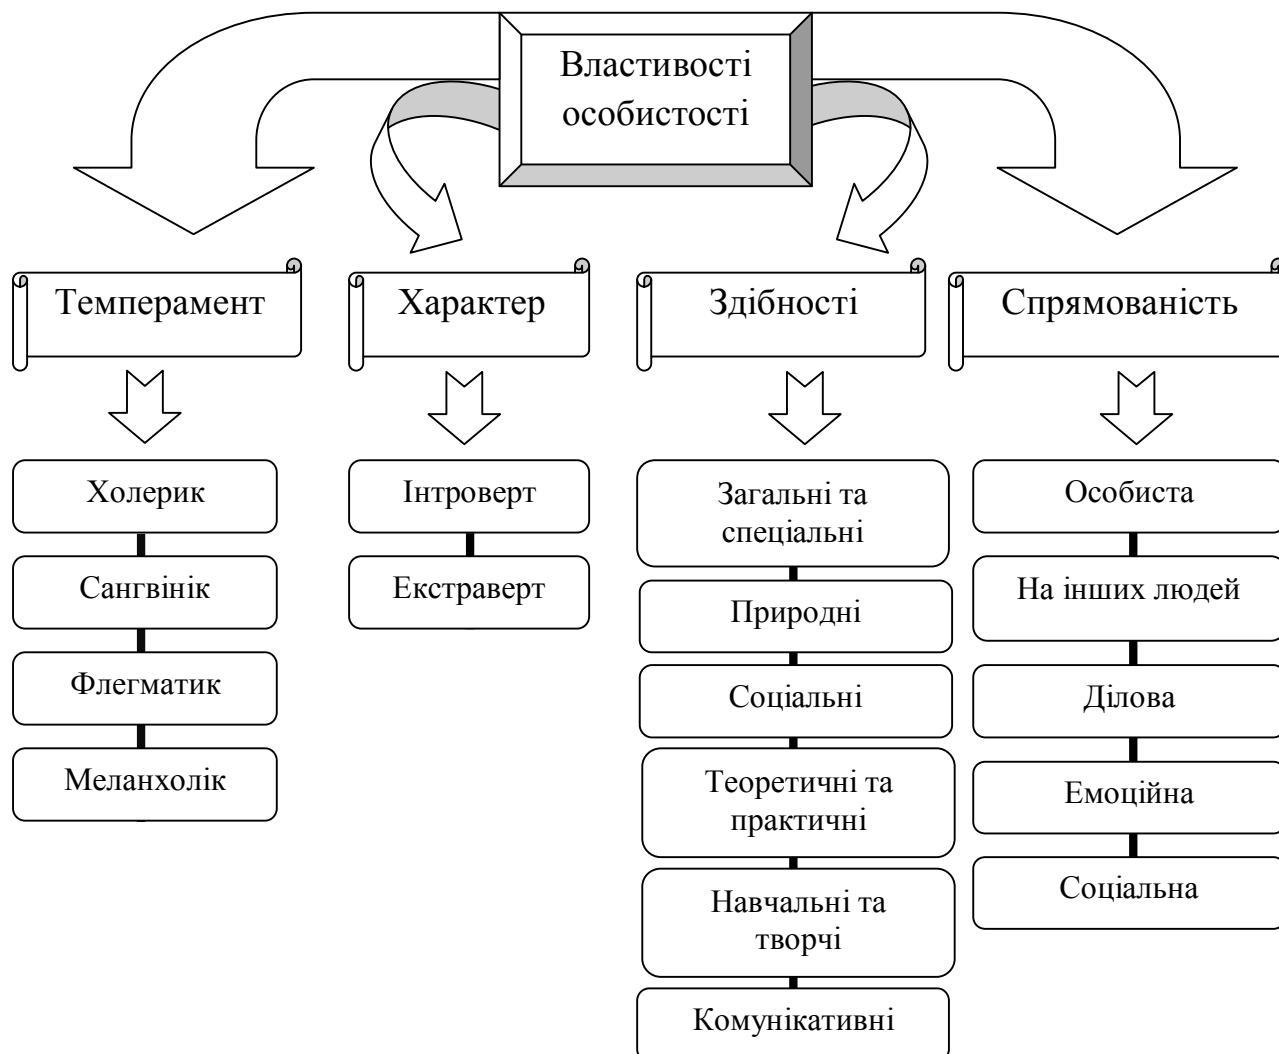 Властивості
особистості
Темперамент
Характер
Здібності
Спрямованість
Холерик
Сангвінік
Флегматик
Меланхолік
Інтроверт
Екстраверт
Загальні та
спеціальні
Природні
Соціальні
Теоретичні та
практичні
Навчальні та
творчі
Комунікативні
Особиста
На інших людей
Ділова
Емоційна
Соціальна